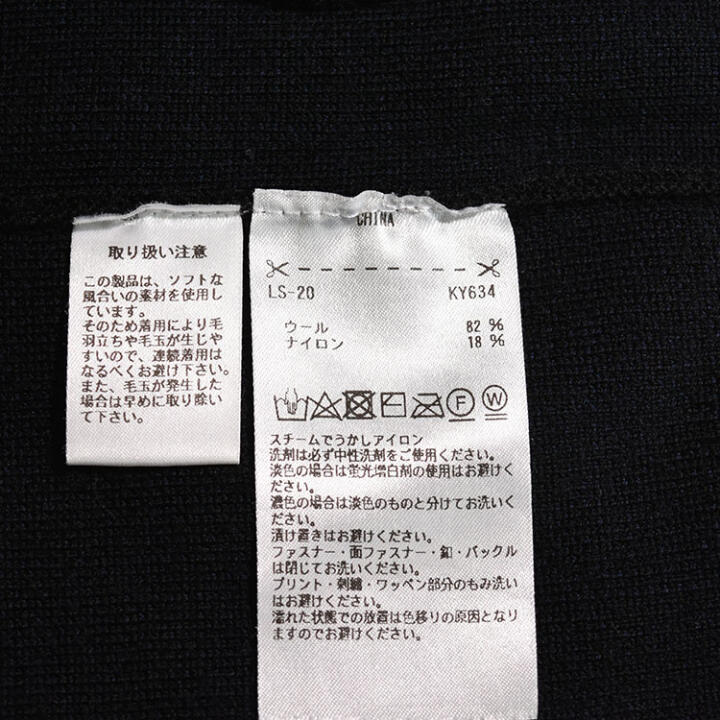 取り扱い注意
この製品は、ソフトな
風合いの素材を使用し
ています。
そのため着用により毛
羽立ちや毛玉が生じや
すいので、連続着用は
なるべくお避け下さい。
また、毛玉が発生した
場合は早めに取り除い
て下さい。
CHINA
LS-20 KY634
ウール 82 %
ナイロン 18 %
F W
スチームでうかしアイロン
洗剤は必ず中性洗剤をご使用ください。
淡色の場合は蛍光増白剤の使用はお避けく
ださい。
濃色の場合は淡色のものと分けてお洗いく
ださい。
漬け置きはお避けください。
ファスナー・面ファスナー・釦・バックル
は閉じてお洗いください。
プリント・刺繍・ワッペン部分のもみ洗い
はお避けください。
濡れた状態での放置は色移りの原因となり
ますのでお避けください。